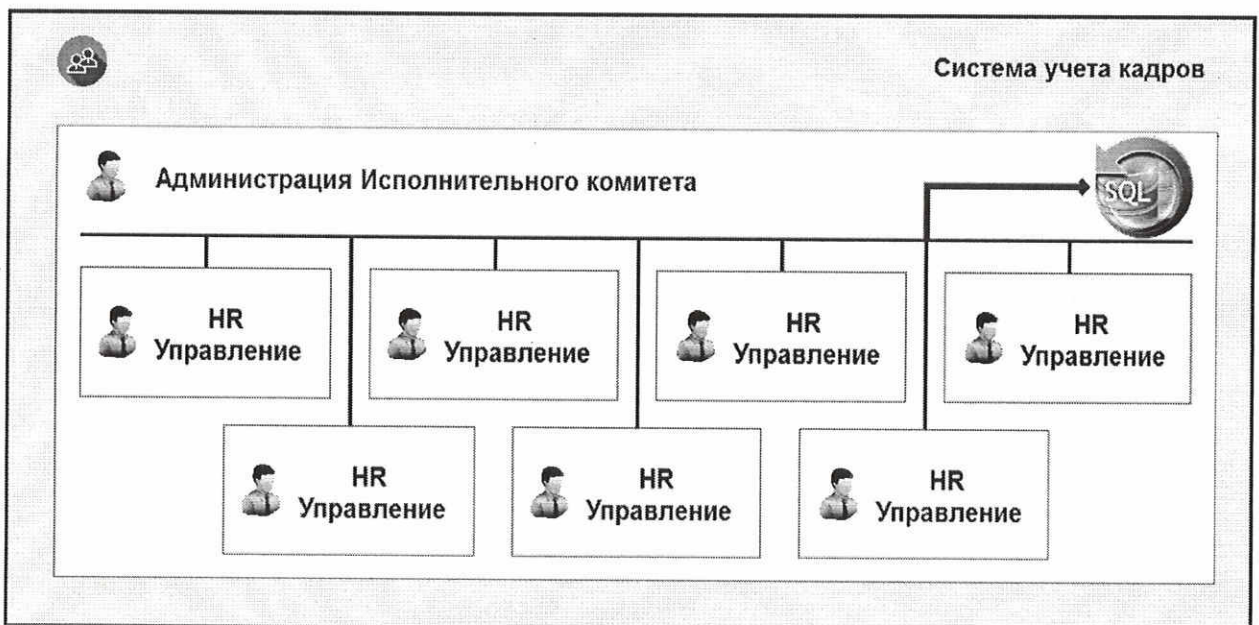 Система учета кадров
Администрация Исполнительного комитета
SQL
HR
Управление
HR
Управление
HR
Управление
HR
Управление
HR
Управление
HR
Управление
HR
Управление